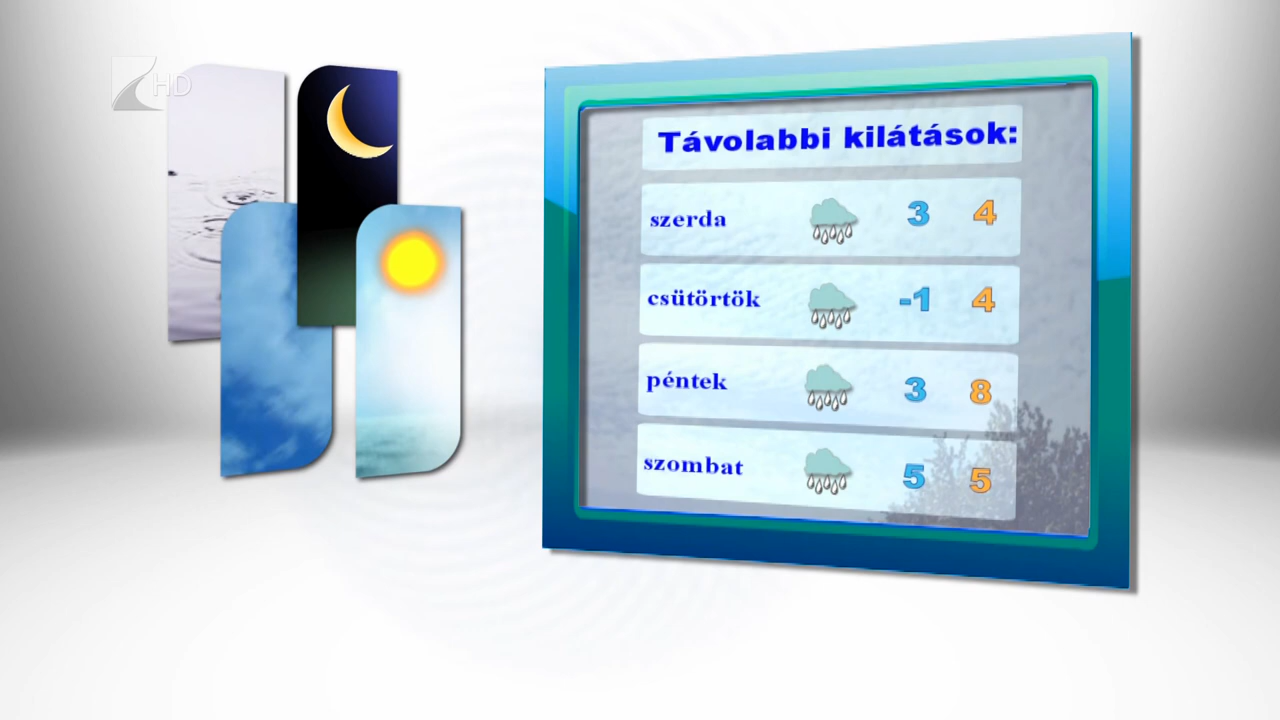 HD
Távolabbi kilátások:
szerda 3 4
csütörtök -1 4
péntek 3 8
szombat 5 5